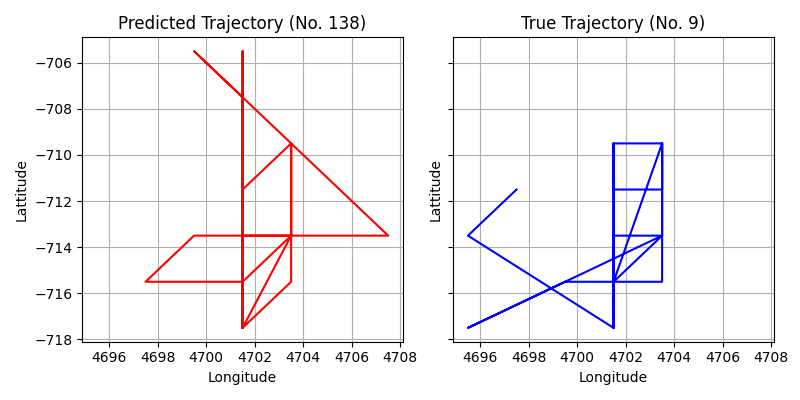 Predicted Trajectory (No. 138)
True Trajectory (No. 9)
Lattitude
−706
−708
−710
−712
−714
−716
−718
4696 4698 4700 4702 4704 4706 4708
Longitude
Lattitude
4696 4698 4700 4702 4704 4706 4708
Longitude